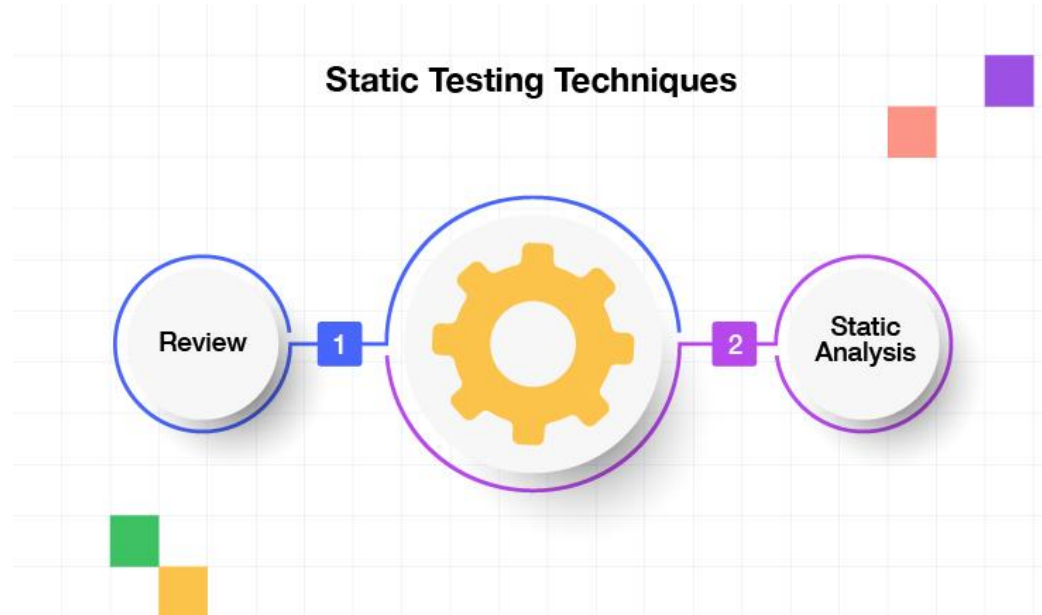 Static Testing Techniques
Review
1
2
Static
Analysis